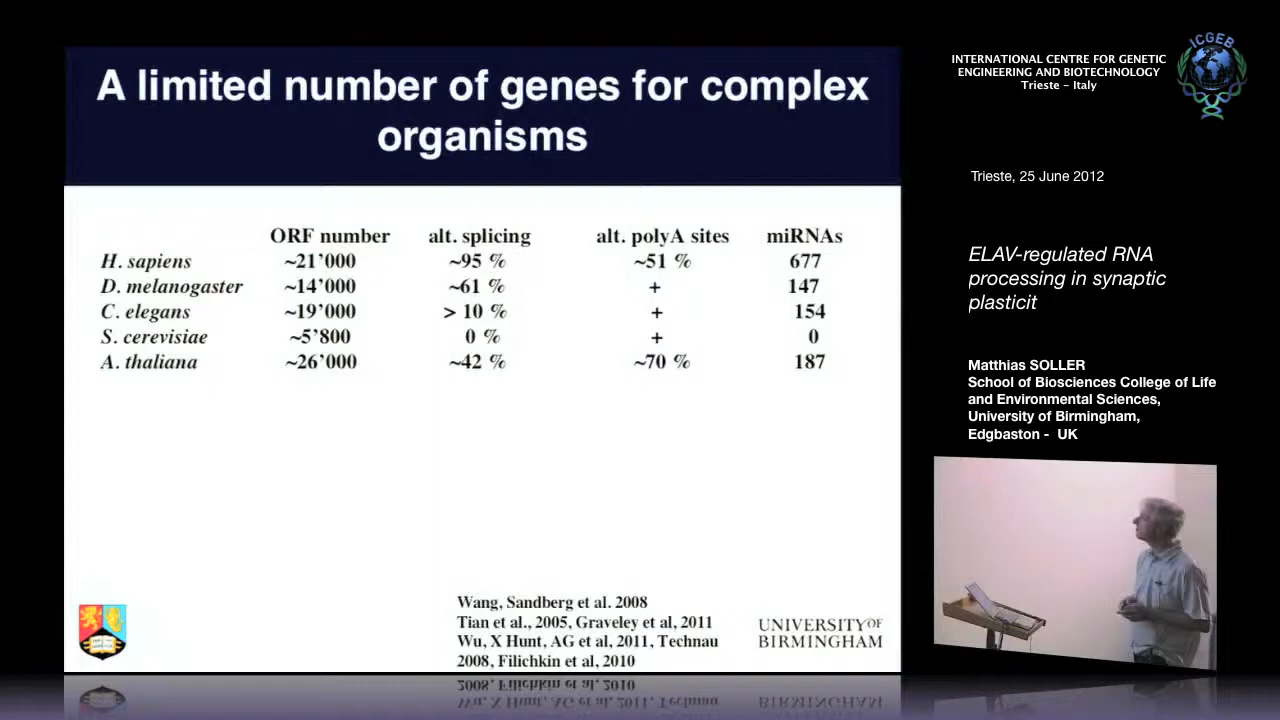 A limited number of genes for complex
organisms
ORF number alt. splicing alt. polyA sites miRNAs
H. sapiens ~21’000 ~95 % ~51 % 677
D. melanogaster ~14’000 ~61 % + 147
C. elegans ~19’000 > 10 % + 154
S. cerevisiae ~5’800 0 % + 0
A. thaliana ~26’000 ~42 % ~70 % 187
Wang, Sandberg et al. 2008
Tian et al., 2005, Graveley et al, 2011
Wu, X Hunt, AG et al, 2011, Technau
2008, Filichkin et al, 2010
UNIVERSITY OF
BIRMINGHAM
INTERNATIONAL CENTRE FOR GENETIC
ENGINEERING AND BIOTECHNOLOGY
Trieste - Italy
ICGEB
Trieste, 25 June 2012
ELAV-regulated RNA
processing in synaptic
plasticit
Matthias SOLLER
School of Biosciences College of Life
and Environmental Sciences,
University of Birmingham,
Edgbaston - UK